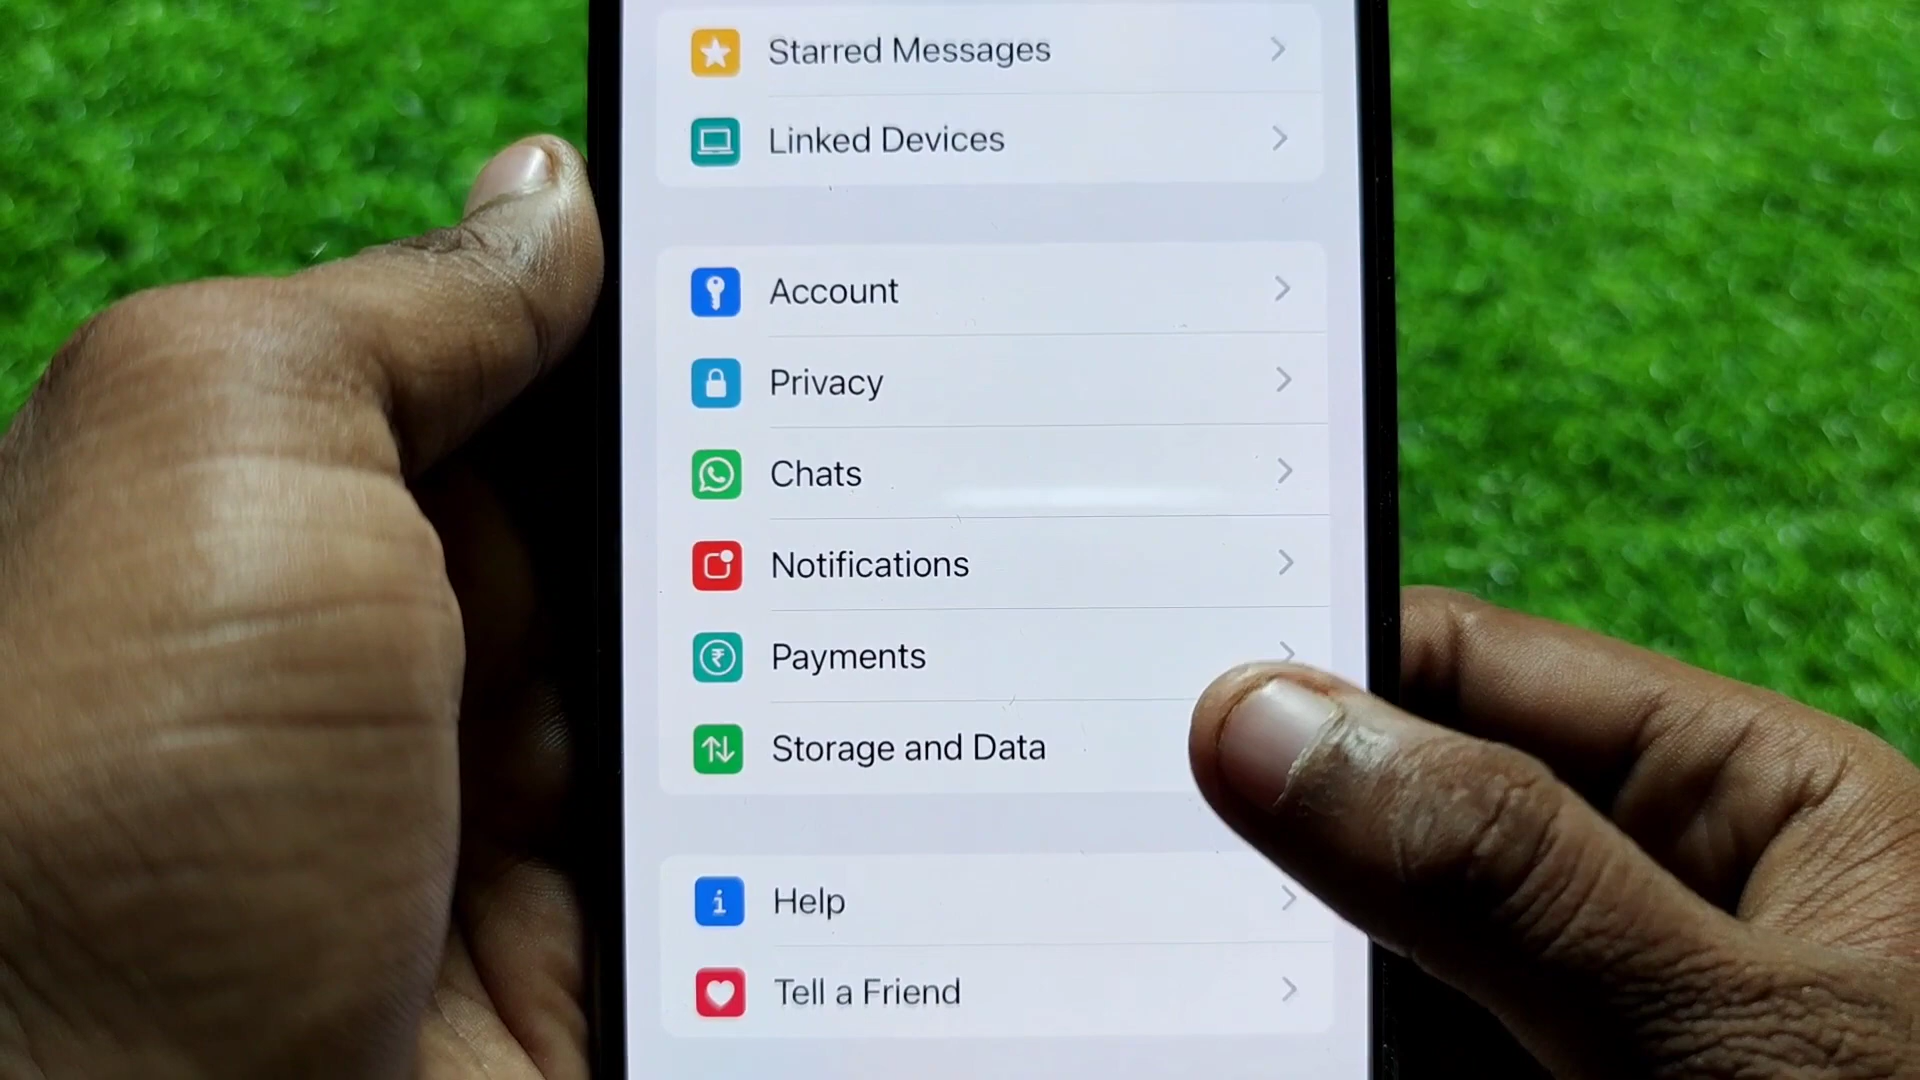 Starred Messages
Linked Devices
Account
Privacy
Chats
Notifications
Payments
Storage and Data
Help
Tell a Friend